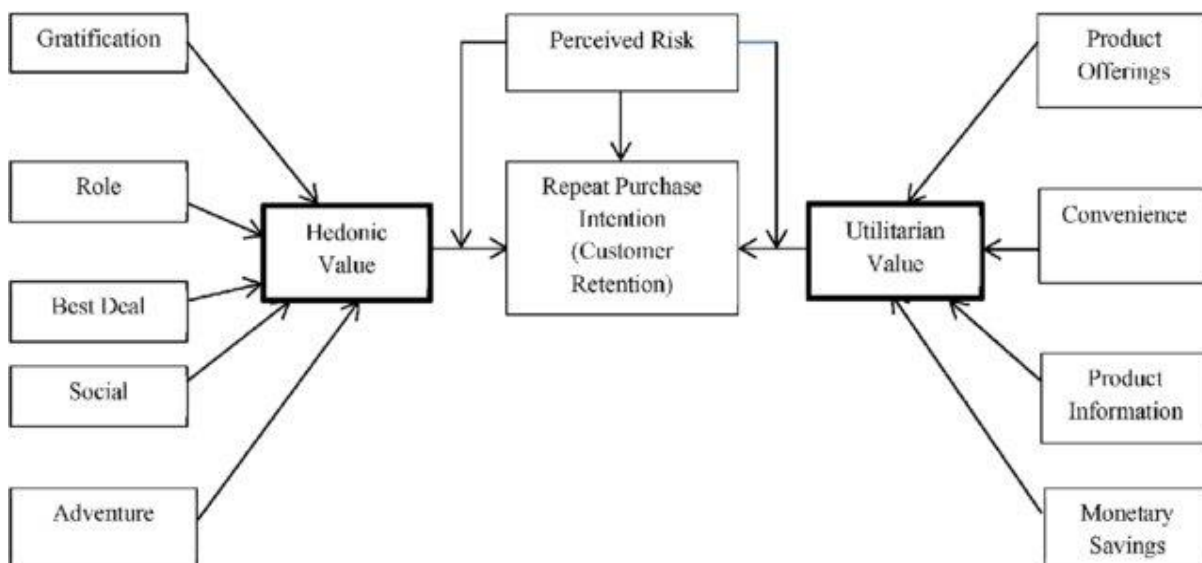 Gratification
Perceived Risk
Product
Offerings
Role
Repeat Purchase
Intention
(Customer
Retention)
Convenience
Hedonic
Value
Utilitarian
Value
Best Deal
Social
Product
Information
Adventure
Monetary
Savings